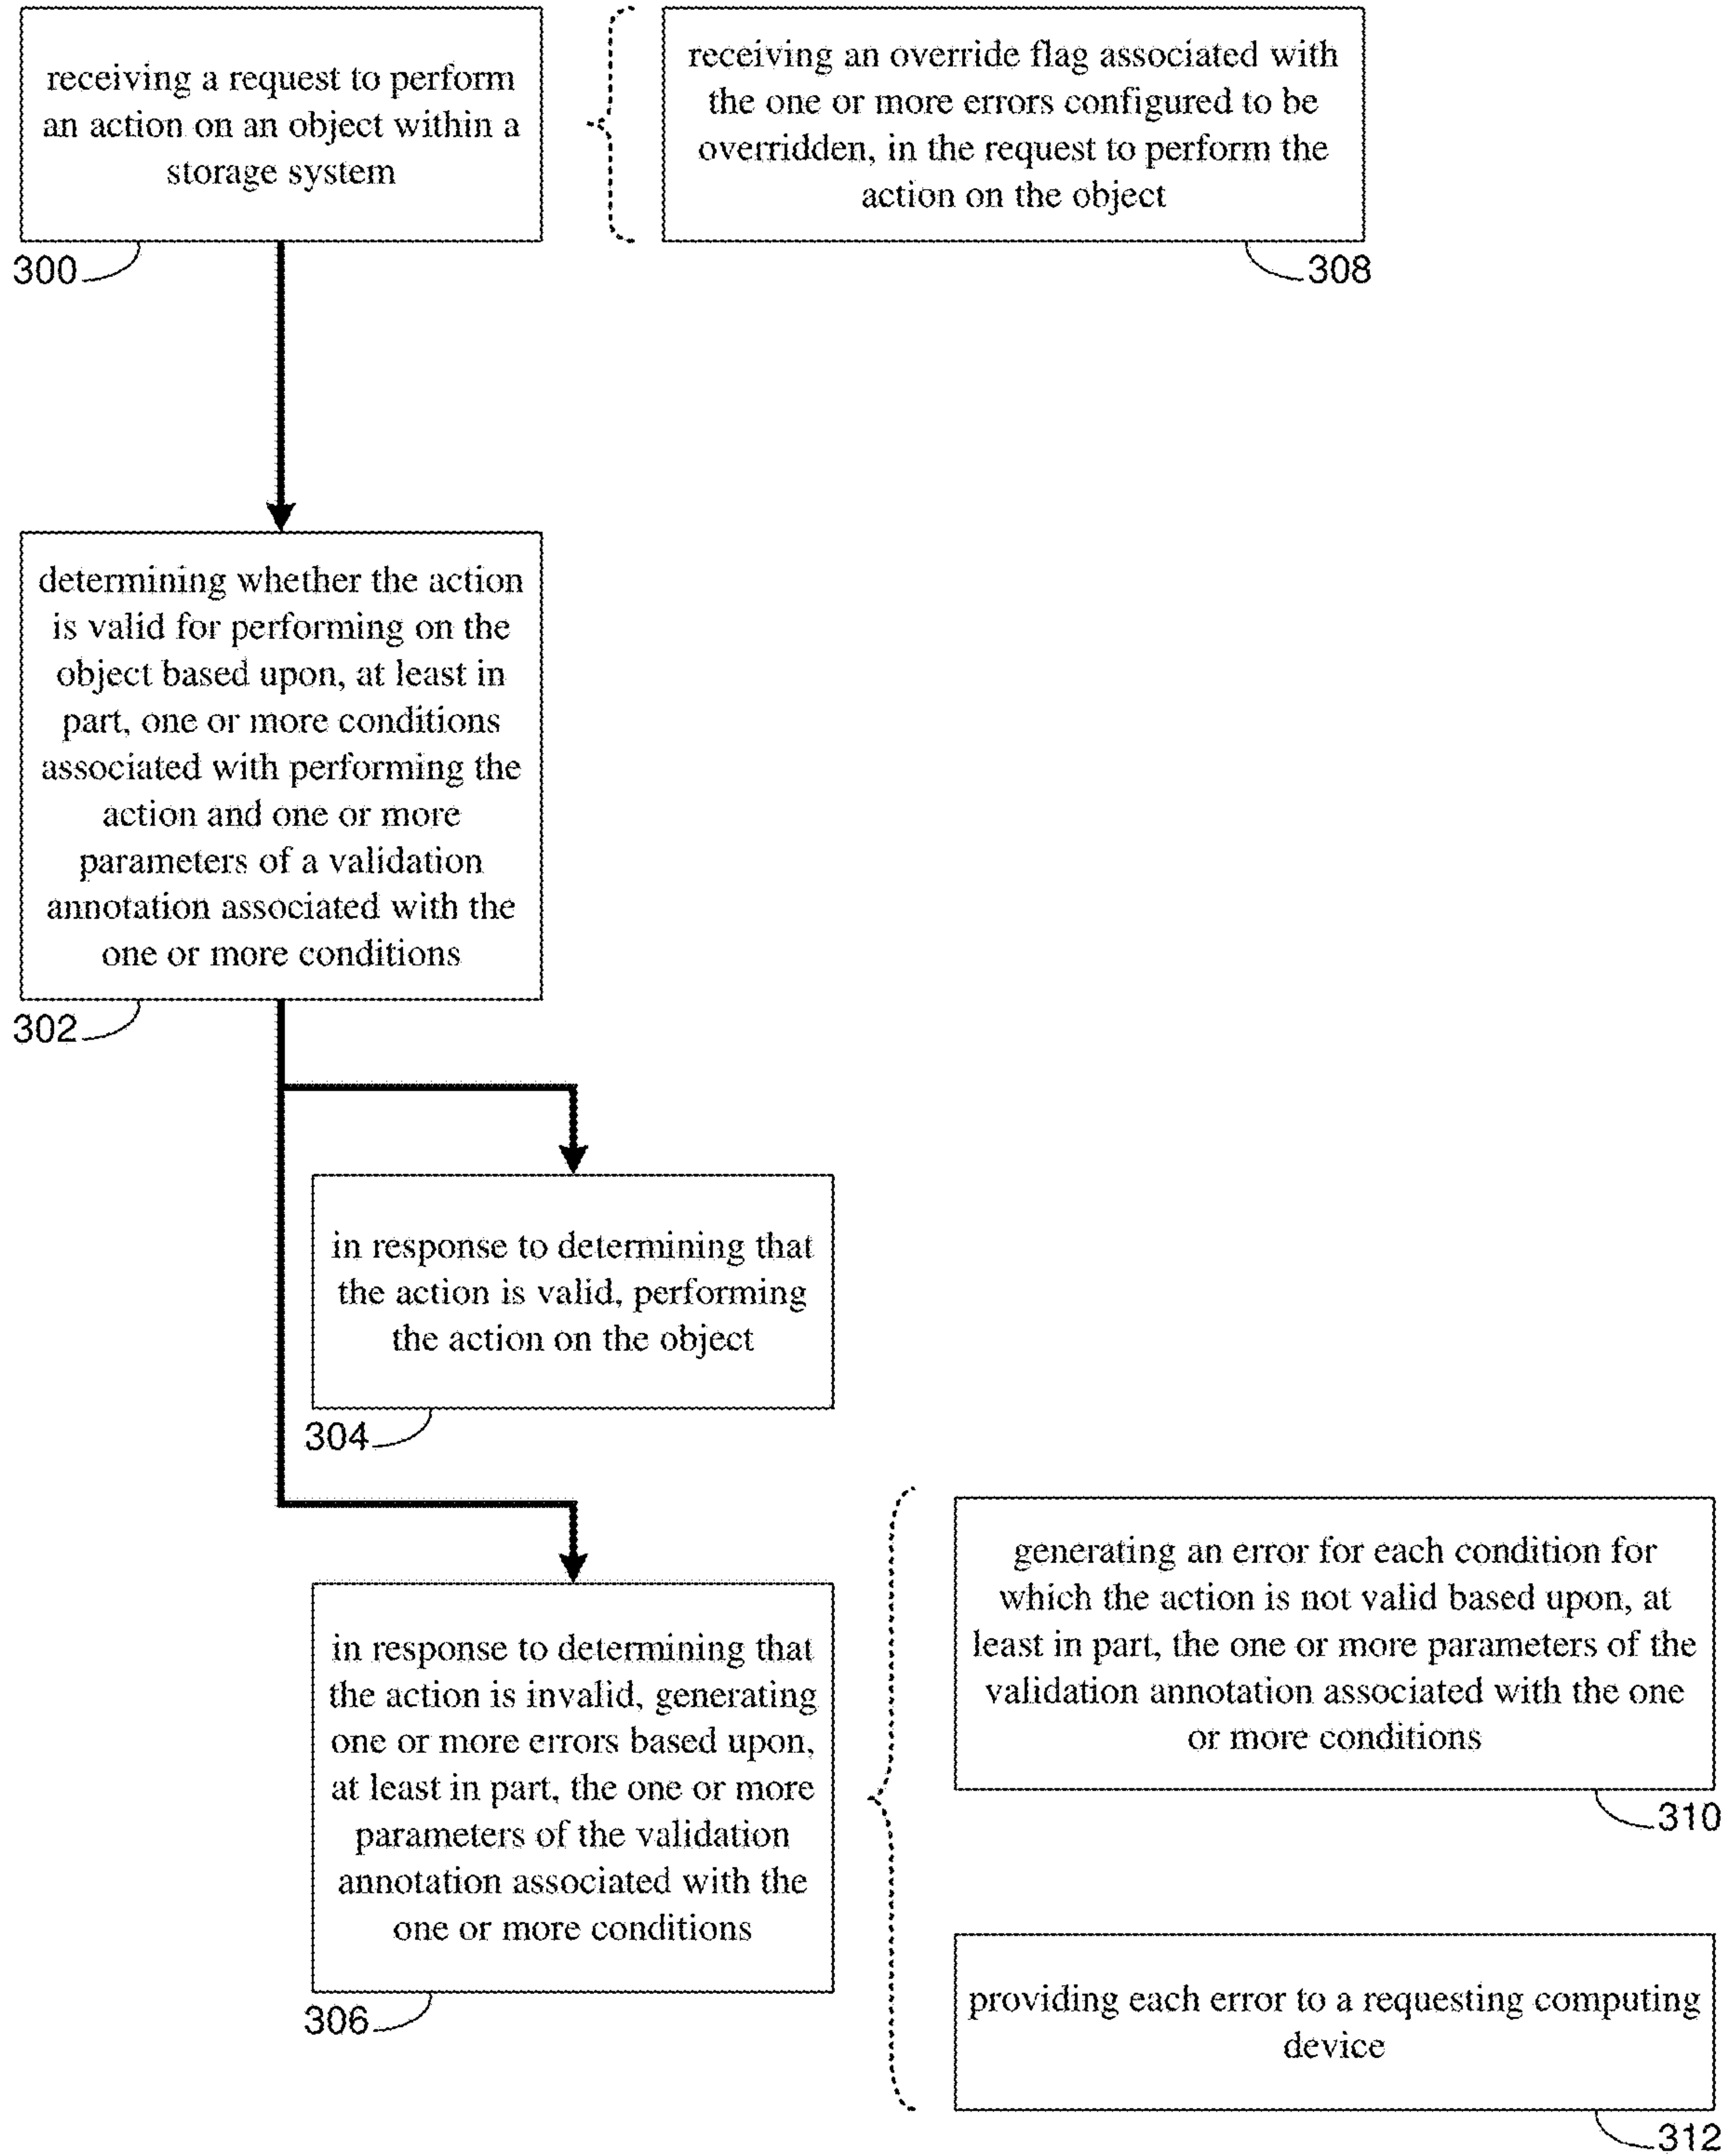 receiving a request to perform
an action on an object within a
storage system
300
receiving an override flag associated with
the one or more errors configured to be
overridden, in the request to perform the
action on the object
308
determining whether the action
is valid for performing on the
object based upon, at least in
part, one or more conditions
associated with performing the
action and one or more
parameters of a validation
annotation associated with the
one or more conditions
302
in response to determining that
the action is valid, performing
the action on the object
304
in response to determining that
the action is invalid, generating
one or more errors based upon,
at least in part, the one or more
parameters of the validation
annotation associated with the
one or more conditions
306
generating an error for each condition for
which the action is not valid based upon, at
least in part, the one or more parameters of the
validation annotation associated with the one
or more conditions
310
providing each error to a requesting computing
device
312